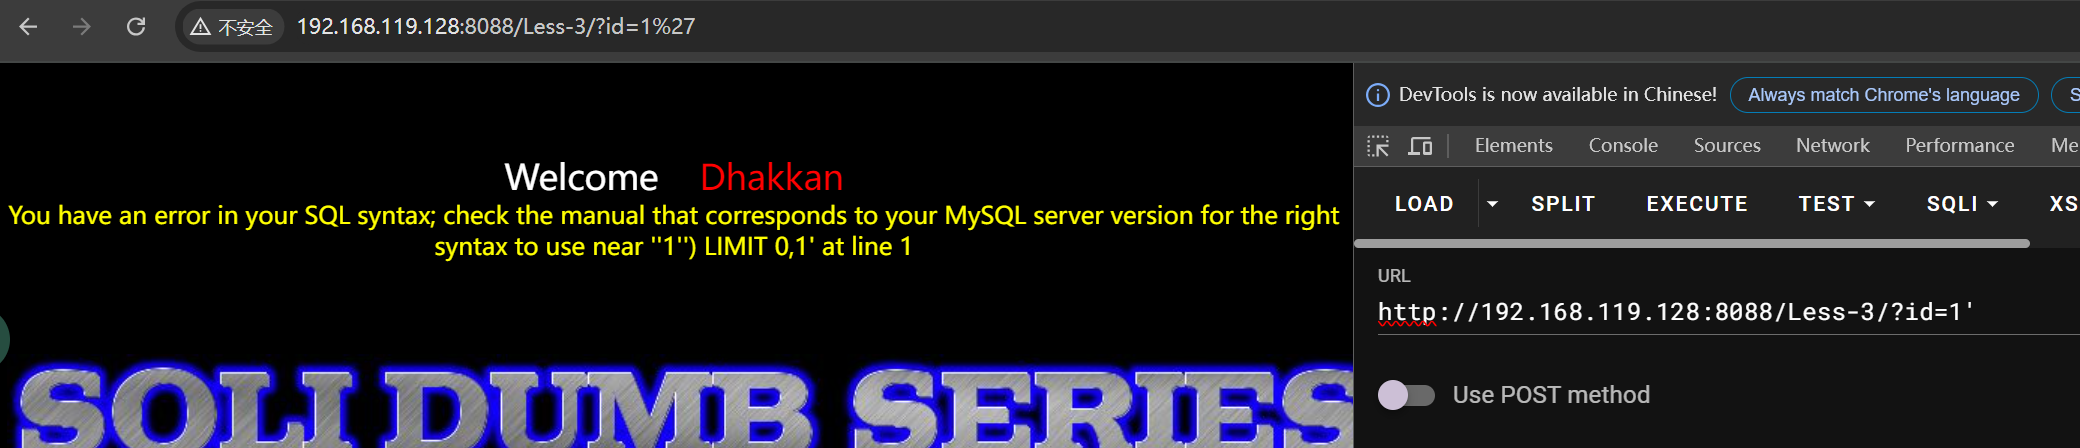 不安全 192.168.119.128:8088/Less-3/?id=1%27
DevTools is now available in Chinese! Always match Chrome's language S
Elements Console Sources Network Performance Me
LOAD SPLIT EXECUTE TEST SQLI XS
URL
http://192.168.119.128:8088/Less-3/?id=1'
Use POST method
Welcome Dhakkan
You have an error in your SQL syntax; check the manual that corresponds to your MySQL server version for the right
syntax to use near ''1'') LIMIT 0,1' at line 1
SQLI DUMB SERIES